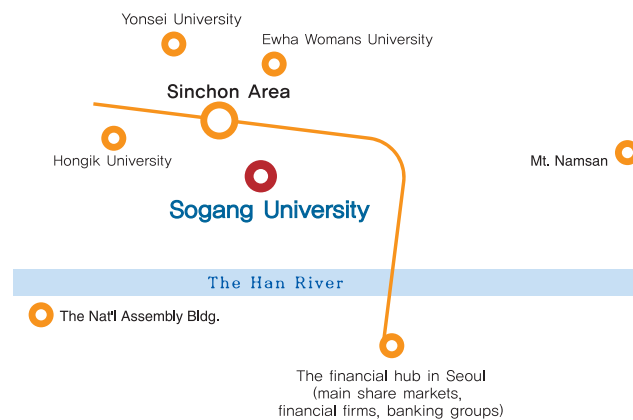 Yonsei University
Ewha Womans University
Sinchon Area
Hongik University
Mt. Namsan
Sogang University
The Han River
The Nat'l Assembly Bldg.
The financial hub in Seoul
(main share markets,
financial firms, banking groups)